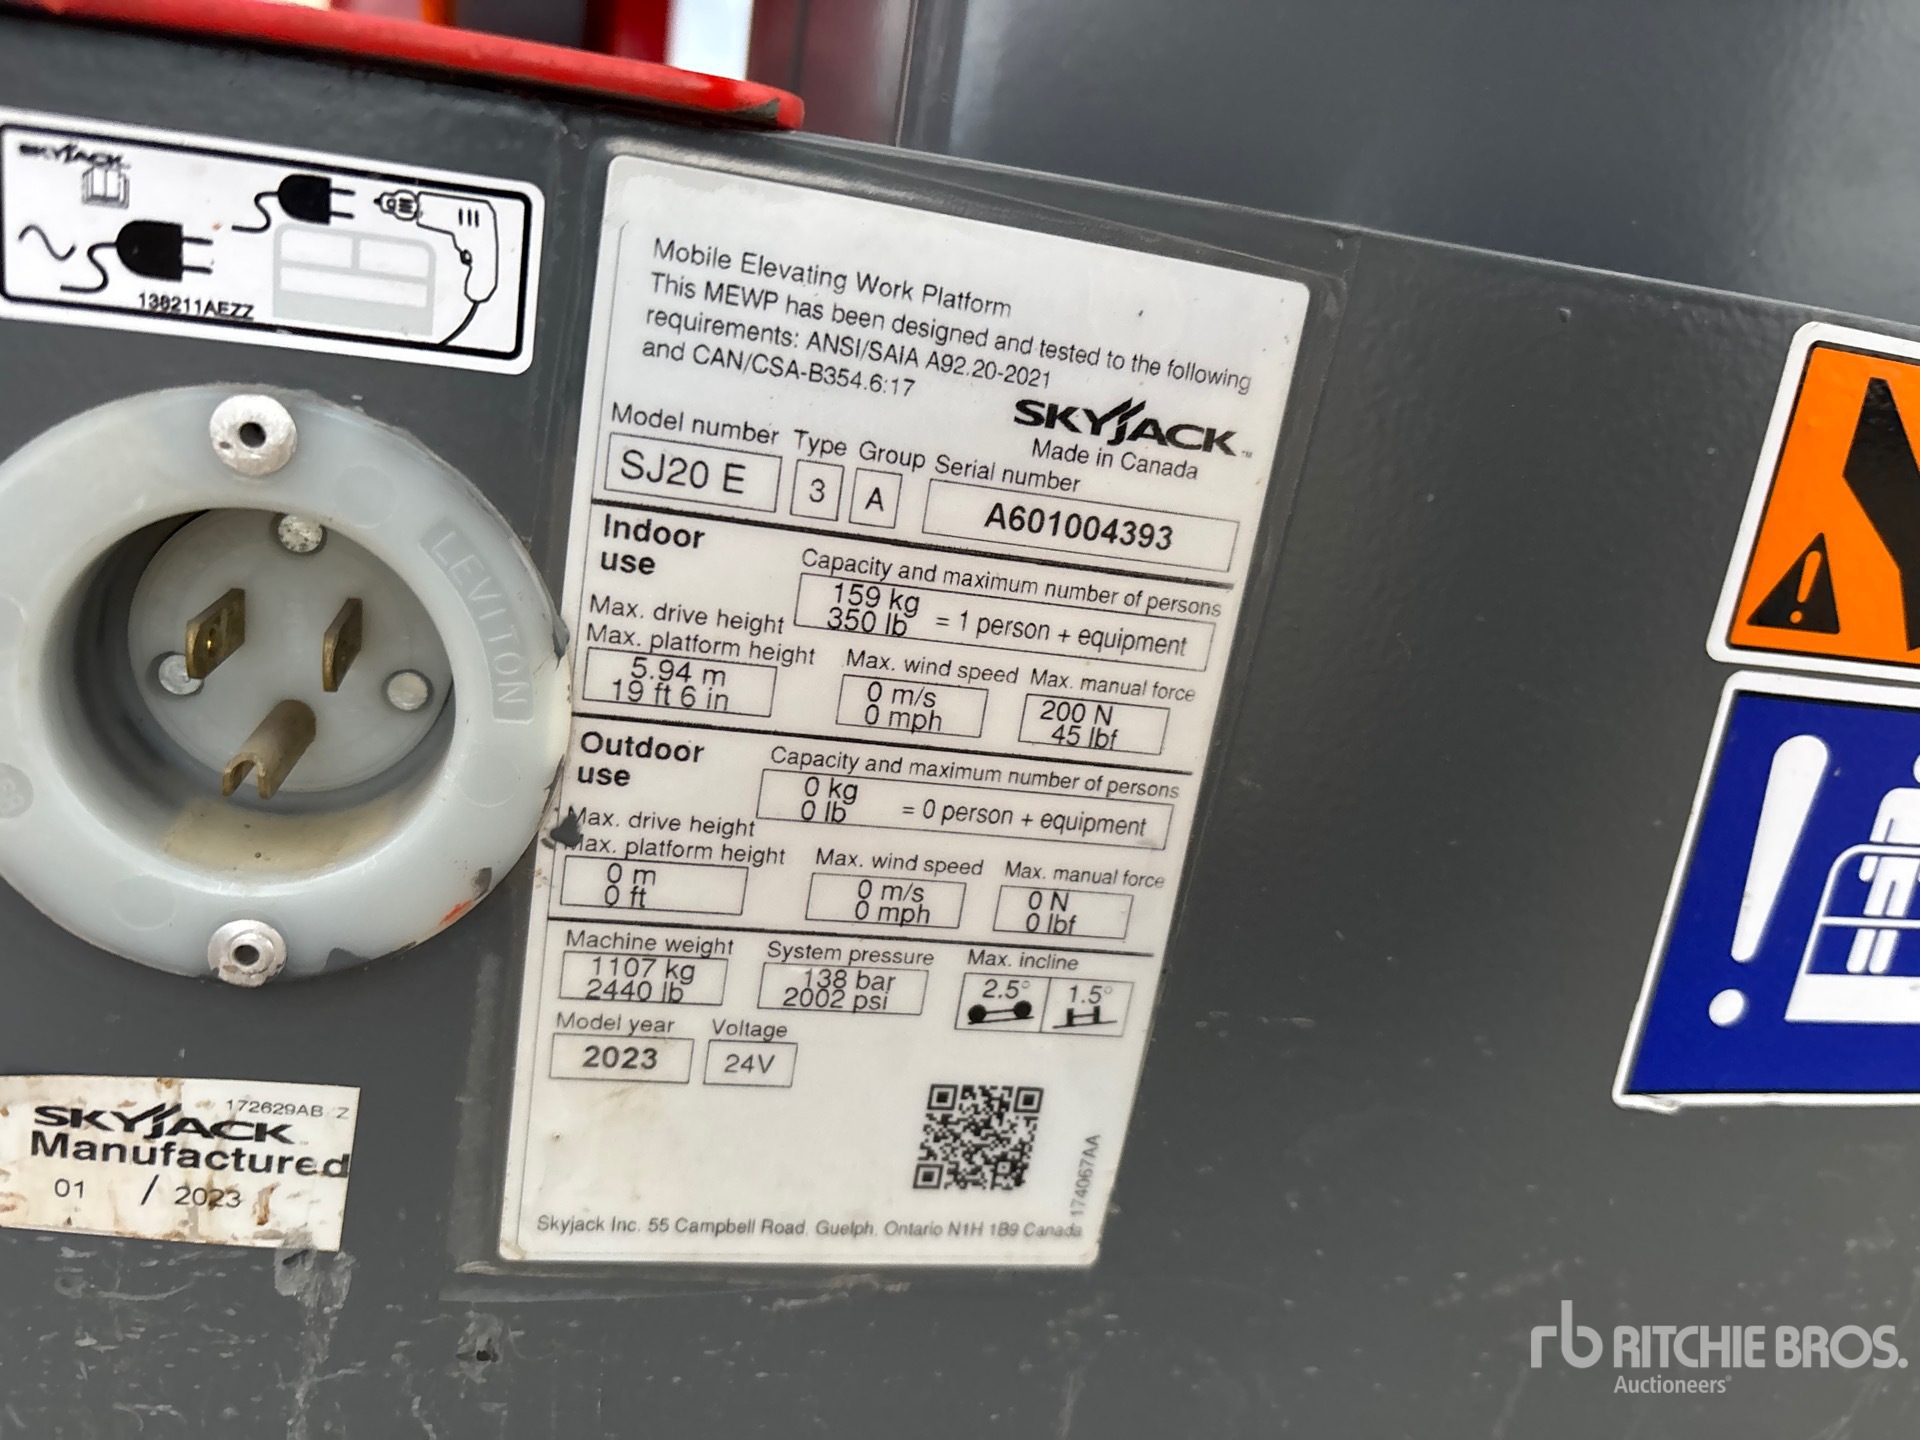 SKYJACK
138211AEZZ
LEVITON
Mobile Elevating Work Platform
This MEWP has been designed and tested to the following
requirements: ANSI/SAIA A92.20-2021
and CAN/CSA-B354.6:17
SKYJACK™
Made in Canada
Model number Type Group Serial number
SJ20 E 3 A A601004393
Indoor
use
Capacity and maximum number of persons
159 kg
350 lb = 1 person + equipment
Max. drive height
Max. platform height Max. wind speed Max. manual force
5.94 m 0 m/s 200 N
19 ft 6 in 0 mph 45 lbf
Outdoor
use
Capacity and maximum number of persons
0 kg
0 lb = 0 person + equipment
Max. drive height
Max. platform height Max. wind speed Max. manual force
0 m 0 m/s 0 N
0 ft 0 mph 0 lbf
Machine weight System pressure Max. incline
1107 kg 138 bar 2.5° 1.5°
2440 lb 2002 psi
Model year Voltage
2023 24V
174067AA
Skyjack Inc. 55 Campbell Road, Guelph, Ontario N1H 1B9 Canada
172629AB Z
SKYJACK
Manufactured
01 / 2023
rb RITCHIE BROS.
Auctioneers